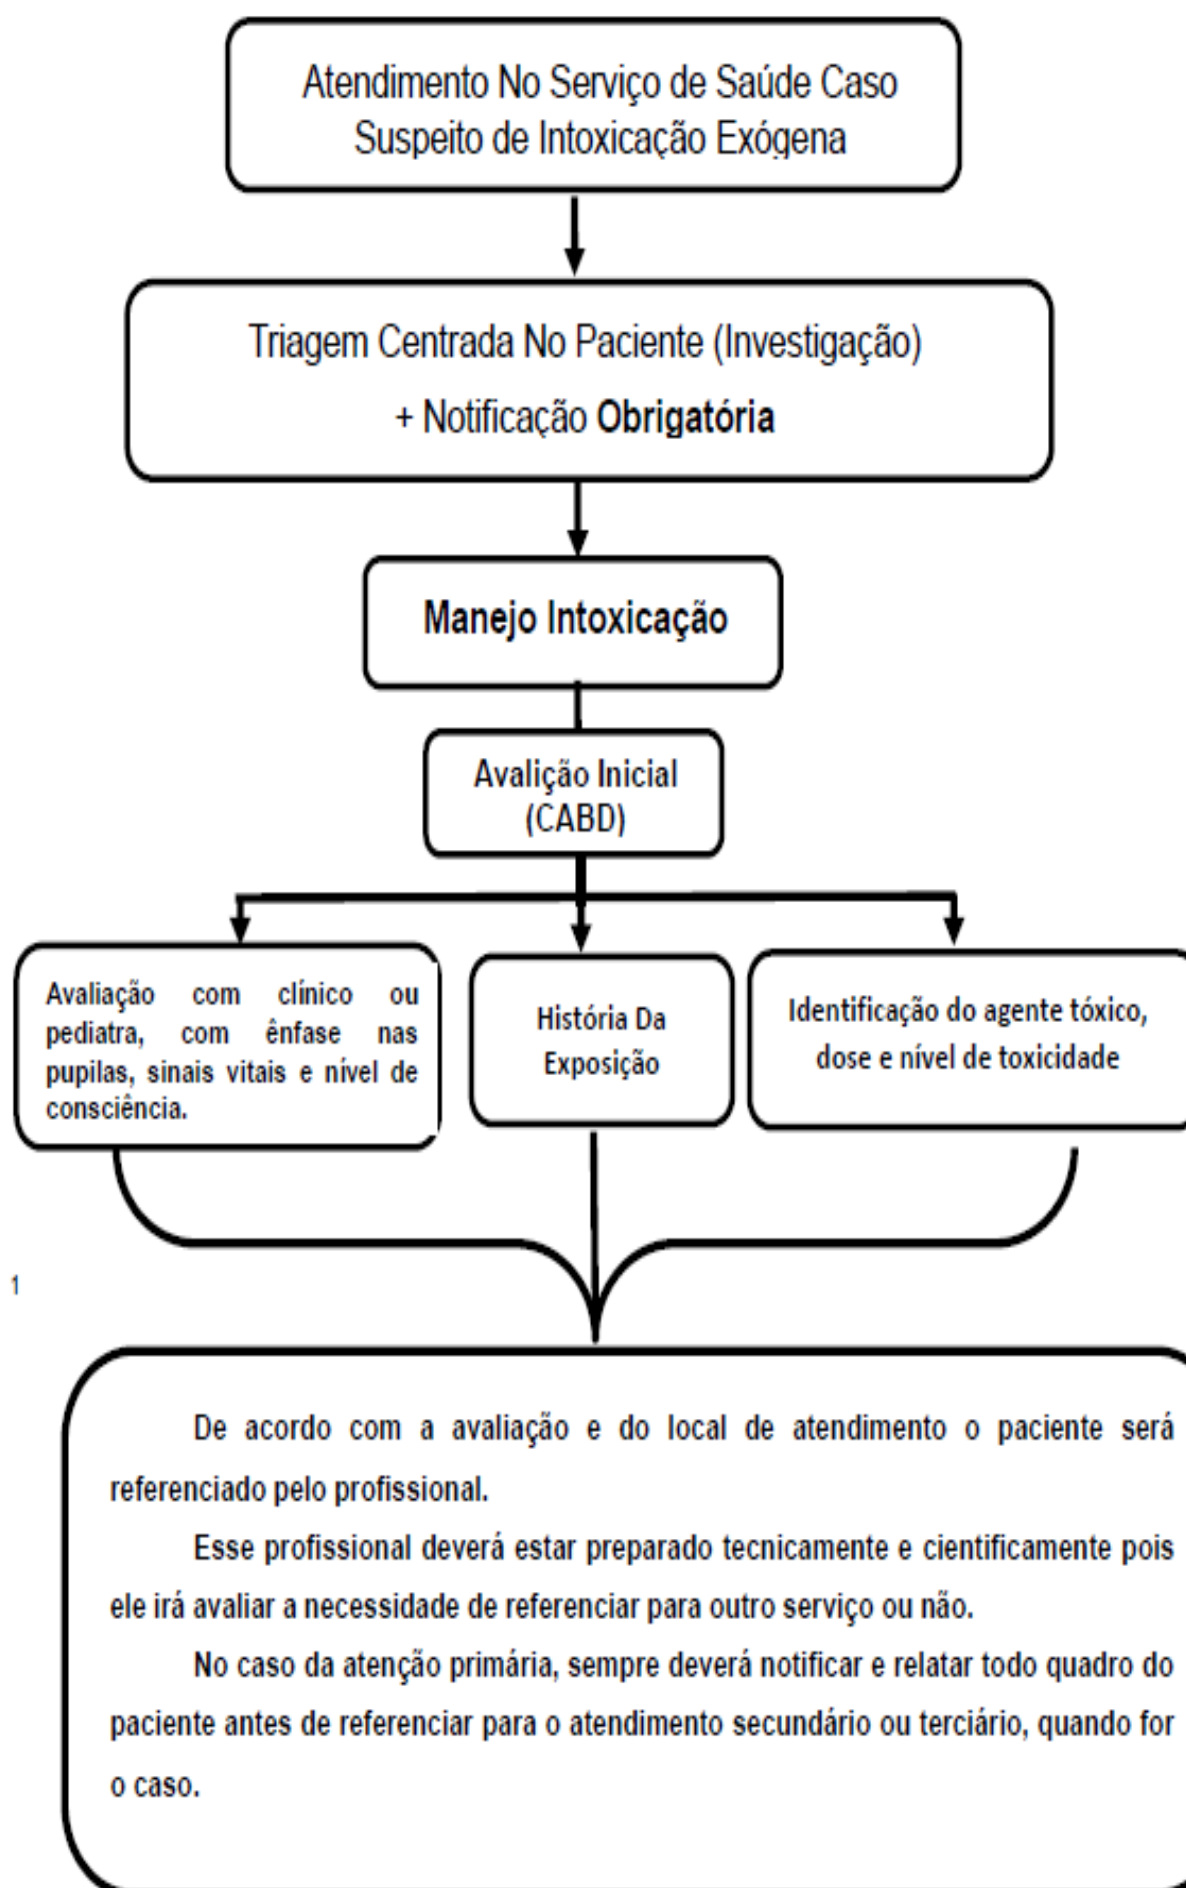 Atendimento No Serviço de Saúde Caso
Suspeito de Intoxicação Exógena
Triagem Centrada No Paciente (Investigação)
+ Notificação Obrigatória
Manejo Intoxicação
Avalição Inicial
(CABD)
Avaliação com clínico ou
pediatra, com ênfase nas
pupilas, sinais vitais e nível de
consciência.
História Da
Exposição
Identificação do agente tóxico,
dose e nível de toxicidade
1
De acordo com a avaliação e do local de atendimento o paciente será
referenciado pelo profissional.
Esse profissional deverá estar preparado tecnicamente e cientificamente pois
ele irá avaliar a necessidade de referenciar para outro serviço ou não.
No caso da atenção primária, sempre deverá notificar e relatar todo quadro do
paciente antes de referenciar para o atendimento secundário ou terciário, quando for
o caso.